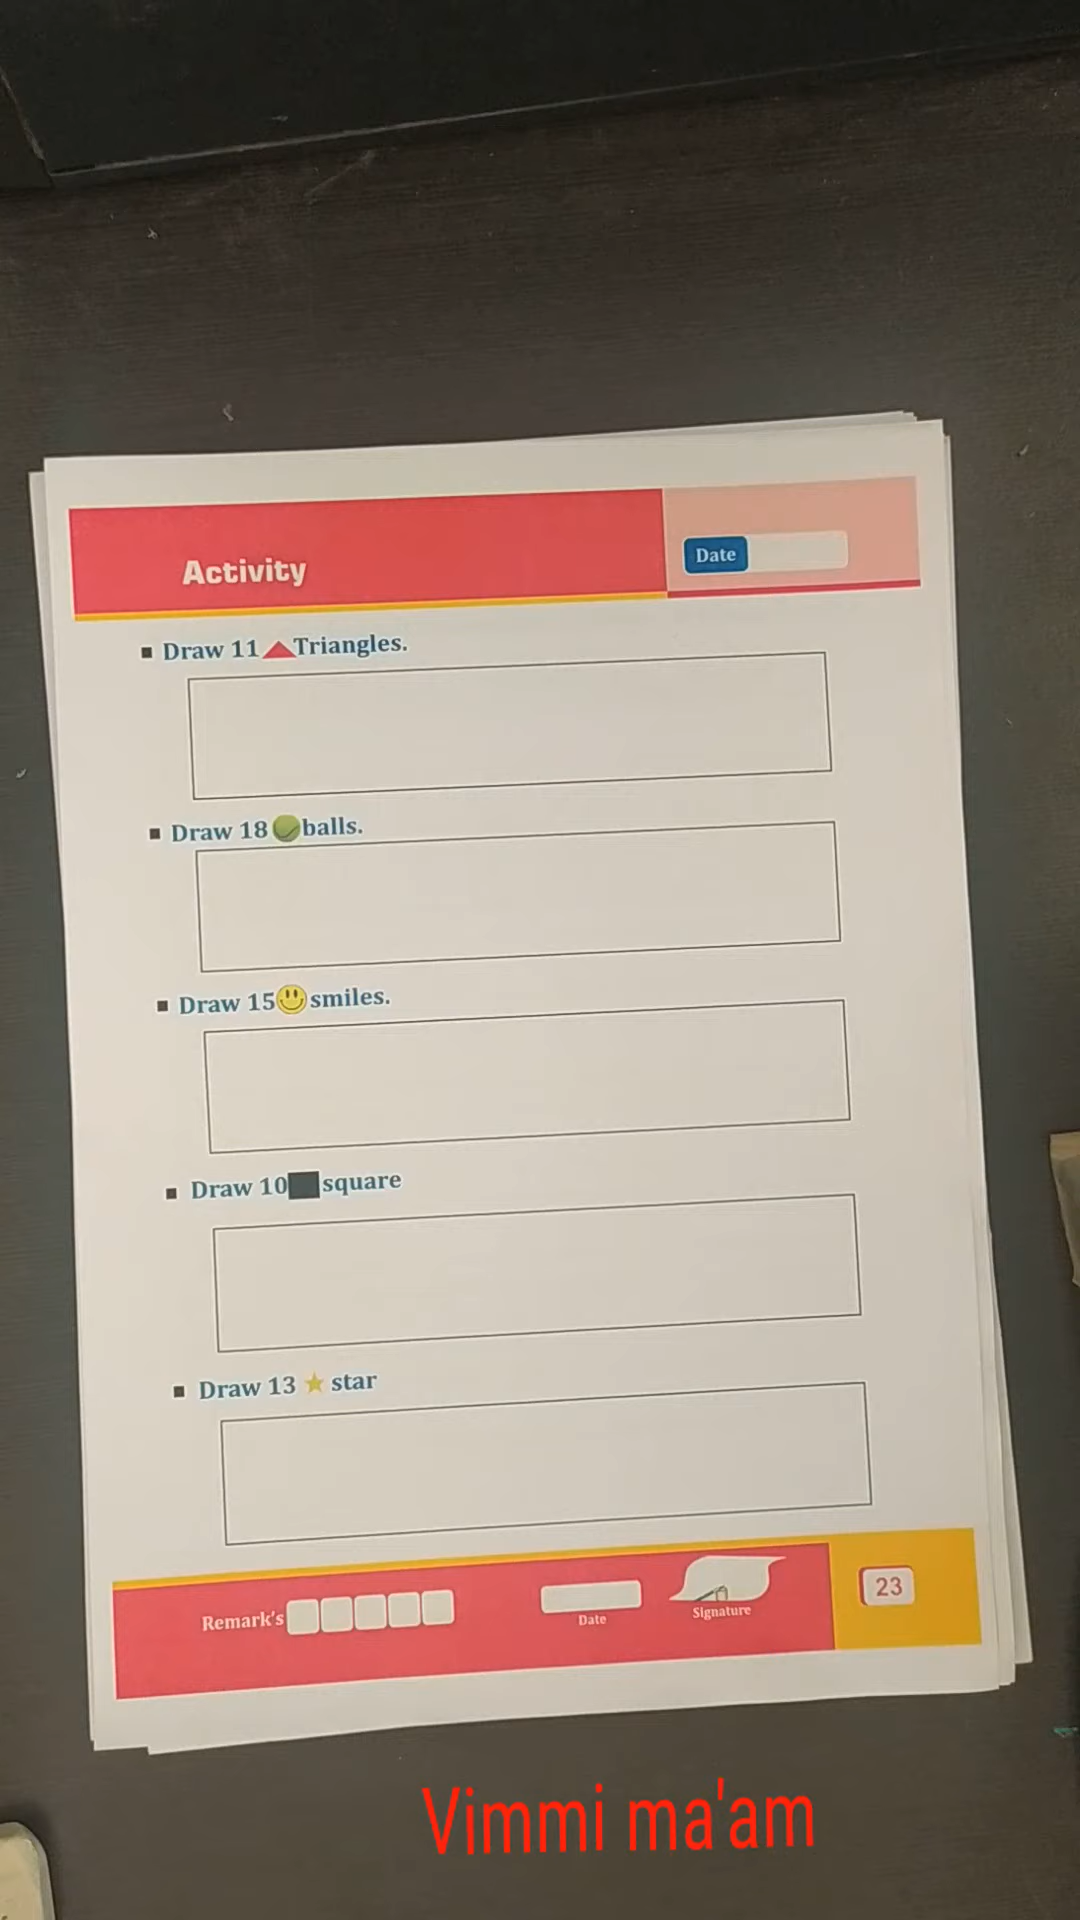 Activity
Date
Draw 11 Triangles.
Draw 18 balls.
Draw 15 smiles.
Draw 10 square
Draw 13 star
Remark's
Date
Signature
23
Vimmi ma'am